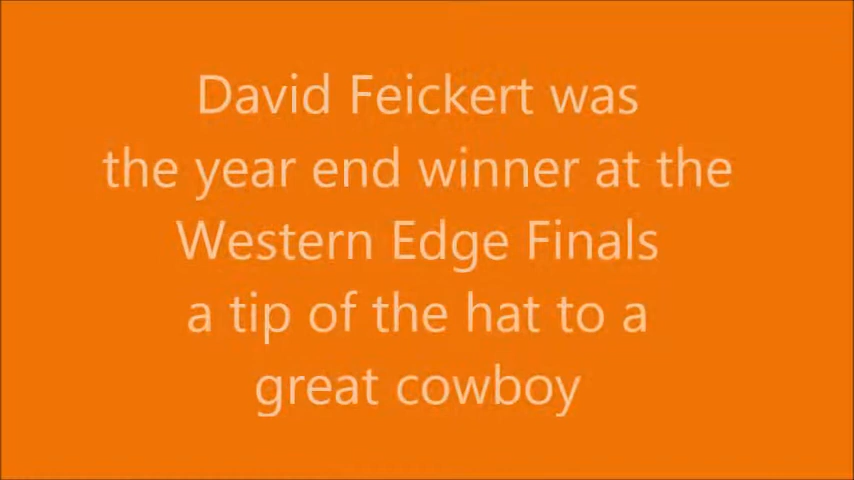 David Feickert was
the year end winner at the
Western Edge Finals
a tip of the hat to a
great cowboy